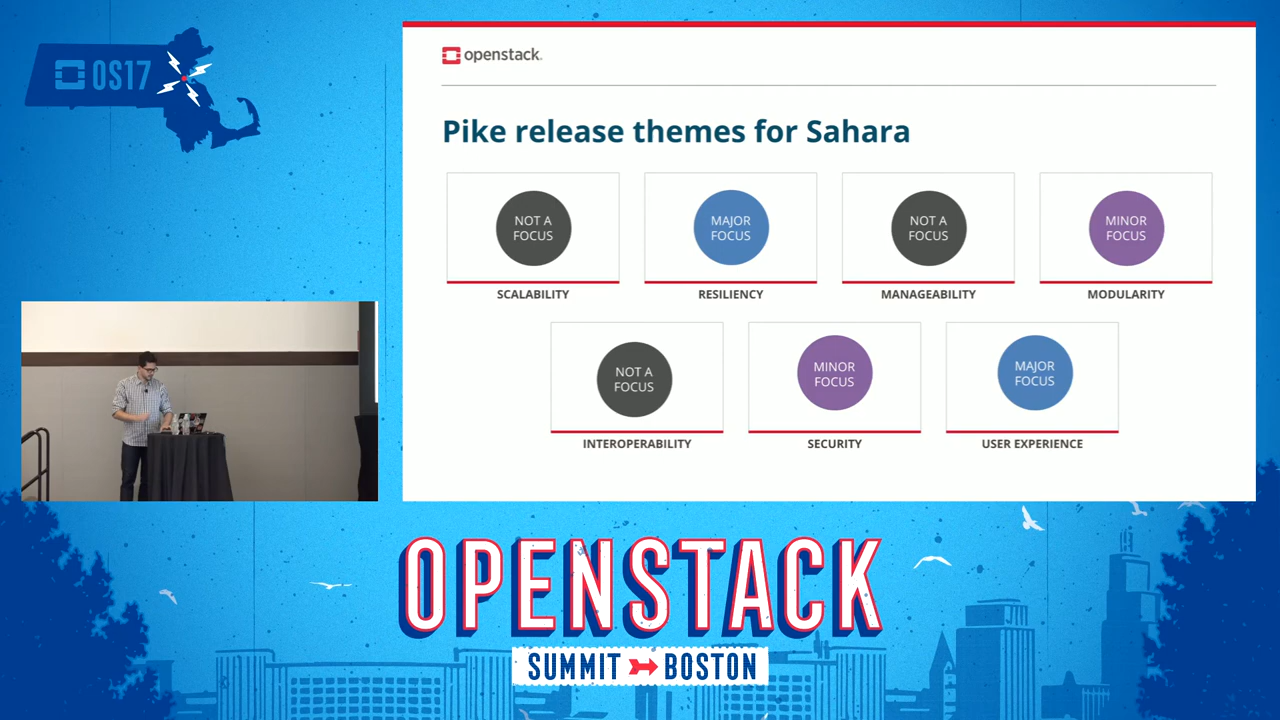 OS17
openstack.
Pike release themes for Sahara
NOT A
FOCUS
MAJOR
FOCUS
NOT A
FOCUS
MINOR
FOCUS
SCALABILITY
RESILIENCY
MANAGEABILITY
MODULARITY
NOT A
FOCUS
MINOR
FOCUS
MAJOR
FOCUS
INTEROPERABILITY
SECURITY
USER EXPERIENCE
OPENSTACK
SUMMIT BOSTON